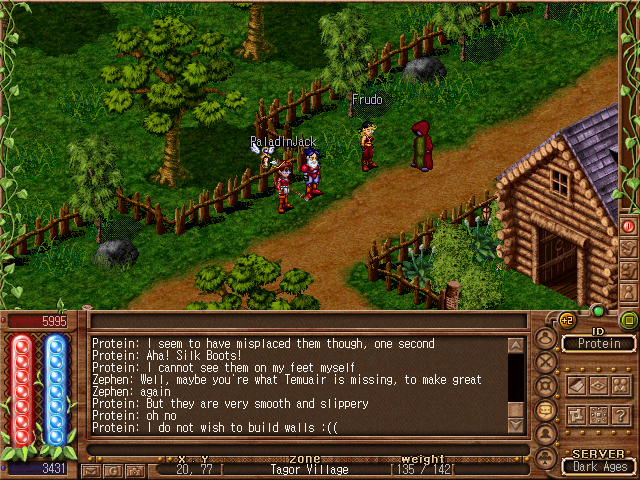 Frudo
PaladinJack
5995
+2
ID
Protein
Protein: I seem to have misplaced them though, one second
Protein: Aha! Silk Boots!
Protein: I cannot see them on my feet myself
Zephen: Well, maybe you're what Temuair is missing, to make great
Zephen: again
Protein: But they are very smooth and slippery
Protein: oh no
Protein: I do not wish to build walls :((
?
x y zone weight
3431
20, 77 Tagor Village 135 / 142
SERVER
Dark Ages